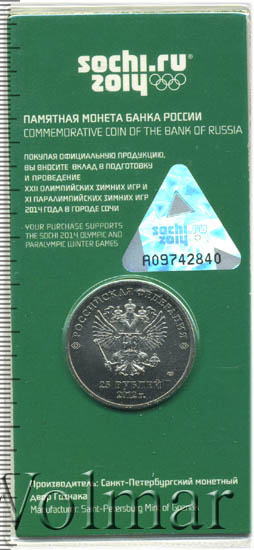 sochi.ru
2014
ПАМЯТНАЯ МОНЕТА БАНКА РОССИИ
COMMEMORATIVE COIN OF THE BANK OF RUSSIA
ПОКУПАЯ ОФИЦИАЛЬНУЮ ПРОДУКЦИЮ,
ВЫ ВНОСИТЕ ВКЛАД В ПОДГОТОВКУ
И ПРОВЕДЕНИЕ
XXII ОЛИМПИЙСКИХ ЗИМНИХ ИГР И
XI ПАРАЛИМПИЙСКИХ ЗИМНИХ ИГР
2014 ГОДА В ГОРОДЕ СОЧИ
YOUR PURCHASE SUPPORTS
THE SOCHI 2014 OLYMPIC AND
PARALYMPIC WINTER GAMES
sochi.ru
2014
A09742840
РОССИЙСКАЯ ФЕДЕРАЦИЯ
25 РУБЛЕЙ
2012 г.
Производитель: Санкт-Петербургский монетный
двор Гознака
Manufacturer: Saint-Petersburg Mint of Goznak
Volmar